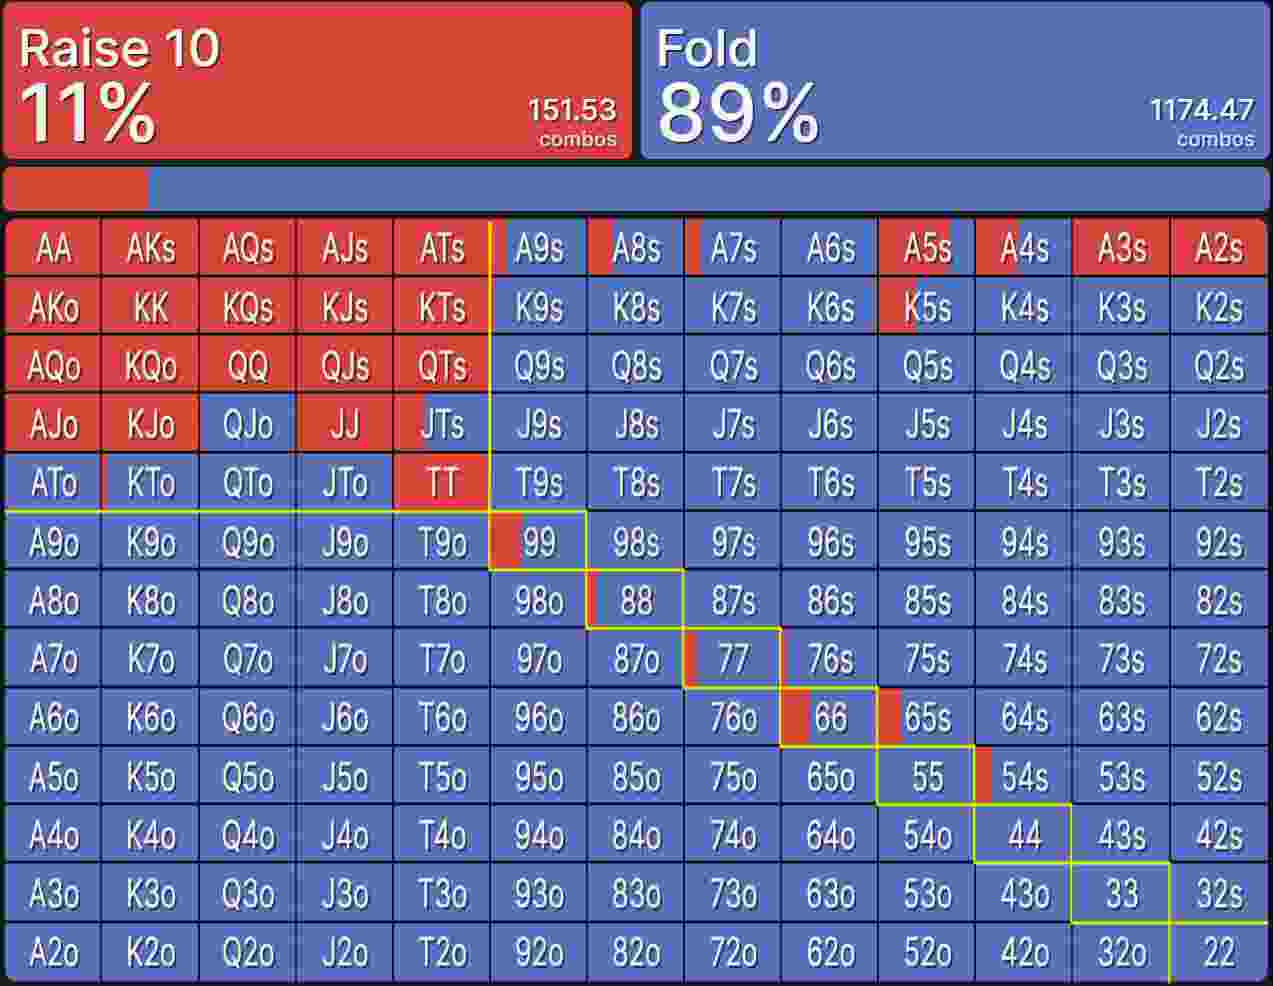 Raise 10 Fold
11% 151.53 combos 89% 1174.47 combos
AA AKs AQs AJs ATs A9s A8s A7s A6s A5s A4s A3s A2s
AKo KK KQs KJs KTs K9s K8s K7s K6s K5s K4s K3s K2s
AQo KQo QQ QJs QTs Q9s Q8s Q7s Q6s Q5s Q4s Q3s Q2s
AJo KJo QJo JJ JTs J9s J8s J7s J6s J5s J4s J3s J2s
ATo KTo QTo JTo TT T9s T8s T7s T6s T5s T4s T3s T2s
A9o K9o Q9o J9o T9o 99 98s 97s 96s 95s 94s 93s 92s
A8o K8o Q8o J8o T8o 98o 88 87s 86s 85s 84s 83s 82s
A7o K7o Q7o J7o T7o 97o 87o 77 76s 75s 74s 73s 72s
A6o K6o Q6o J6o T6o 96o 86o 76o 66 65s 64s 63s 62s
A5o K5o Q5o J5o T5o 95o 85o 75o 65o 55 54s 53s 52s
A4o K4o Q4o J4o T4o 94o 84o 74o 64o 54o 44 43s 42s
A3o K3o Q3o J3o T3o 93o 83o 73o 63o 53o 43o 33 32s
A2o K2o Q2o J2o T2o 92o 82o 72o 62o 52o 42o 32o 22